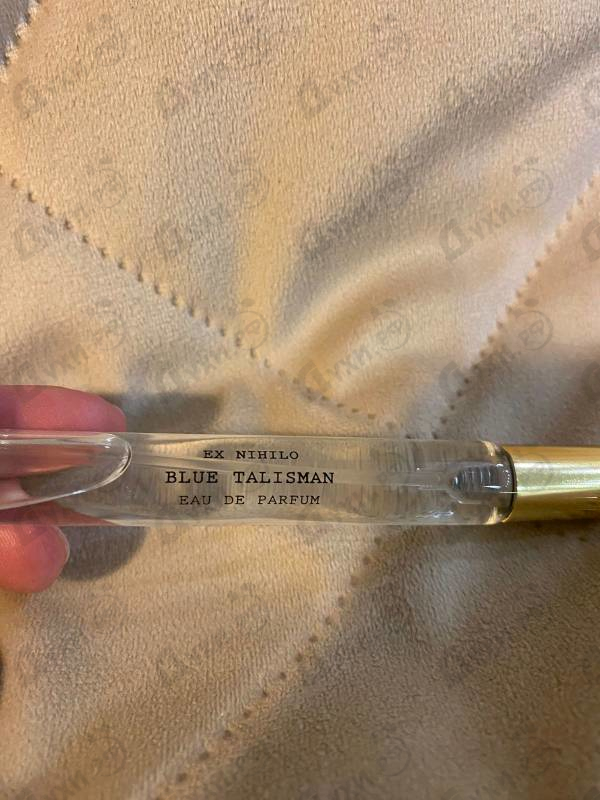 EX NIHILO
BLUE TALISMAN
EAU DE PARFUM